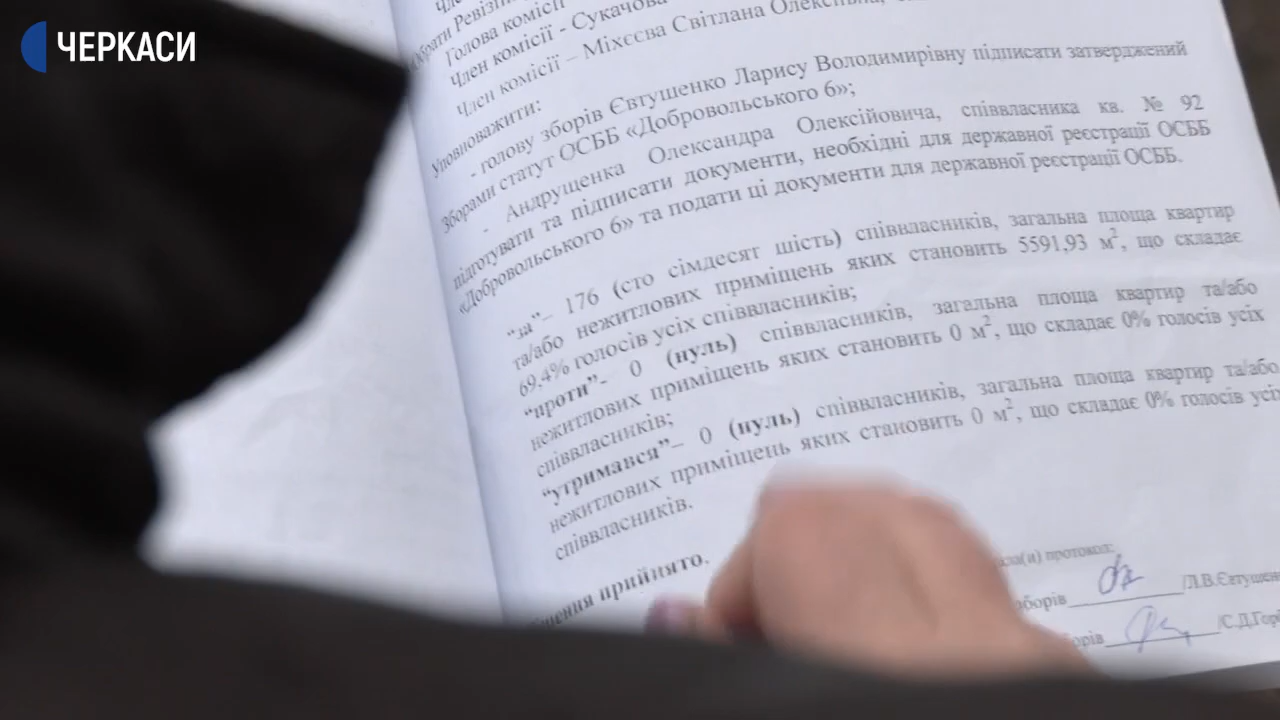 ЧЕРКАСИ
Голова комісії
Член комісії - Сукачова
Член комісії – Міхєєва Світлана Олексіївна,
Уповноважити:
- голову зборів Євтушенко Ларису Володимирівну підписати затверджений
Зборами статут ОСББ «Добровольського 6»;
- Андрущенка Олександра Олексійовича, співвласника кв. № 92
підготувати та підписати документи, необхідні для державної реєстрації ОСББ
«Добровольського 6» та подати ці документи для державної реєстрації ОСББ.
"за"– 176 (сто сімдесят шість) співвласників, загальна площа квартир
та/або нежитлових приміщень яких становить 5591,93 м², що складає
69,4% голосів усіх співвласників;
"проти"- 0 (нуль) співвласників, загальна площа квартир та/або
нежитлових приміщень яких становить 0 м², що складає 0% голосів усіх
співвласників;
"утримався"– 0 (нуль) співвласників, загальна площа квартир та/або
нежитлових приміщень яких становить 0 м², що складає 0% голосів усіх
співвласників.
прийнято.
протокол:
/Л.В.Євтушен
/С.Д.Гор